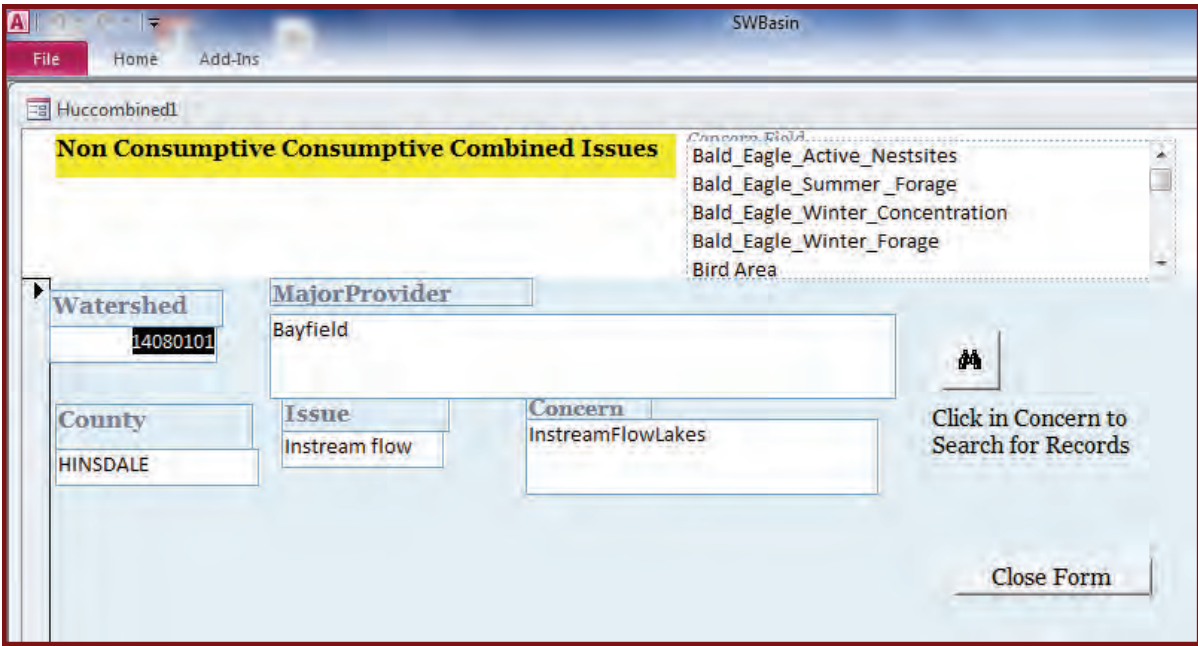 A
SWBasin
File Home Add-Ins
Huccombined1
Non Consumptive Consumptive Combined Issues
Concern Field
Bald_Eagle_Active_Nestsites
Bald_Eagle_Summer _Forage
Bald_Eagle_Winter_Concentration
Bald_Eagle_Winter_Forage
Bird Area
Watershed
14080101
MajorProvider
Bayfield
County
HINSDALE
Issue
Instream flow
Concern
InstreamFlowLakes
Click in Concern to
Search for Records
Close Form